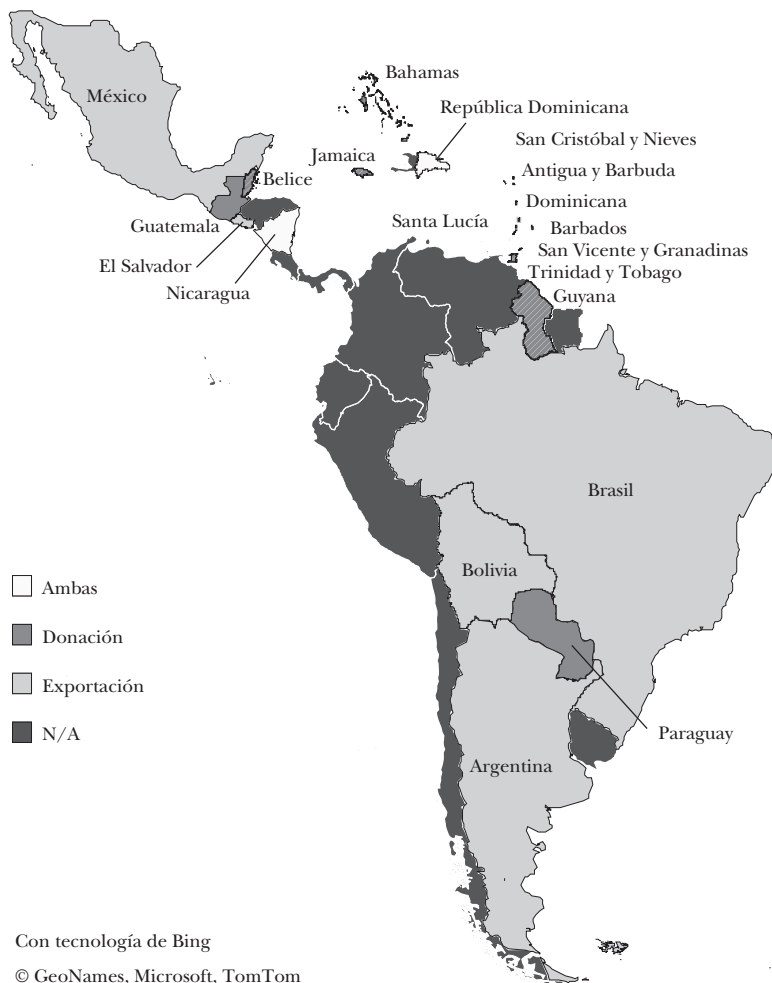 Bahamas
México
República Dominicana
San Cristóbal y Nieves
Jamaica
Antigua y Barbuda
Belice
Dominicana
Santa Lucía
Guatemala
Barbados
San Vicente y Granadinas
El Salvador
Trinidad y Tobago
Nicaragua
Guyana
Brasil
Bolivia
Ambas
Donación
Exportación
N/A
Paraguay
Argentina
Con tecnología de Bing
© GeoNames, Microsoft, TomTom